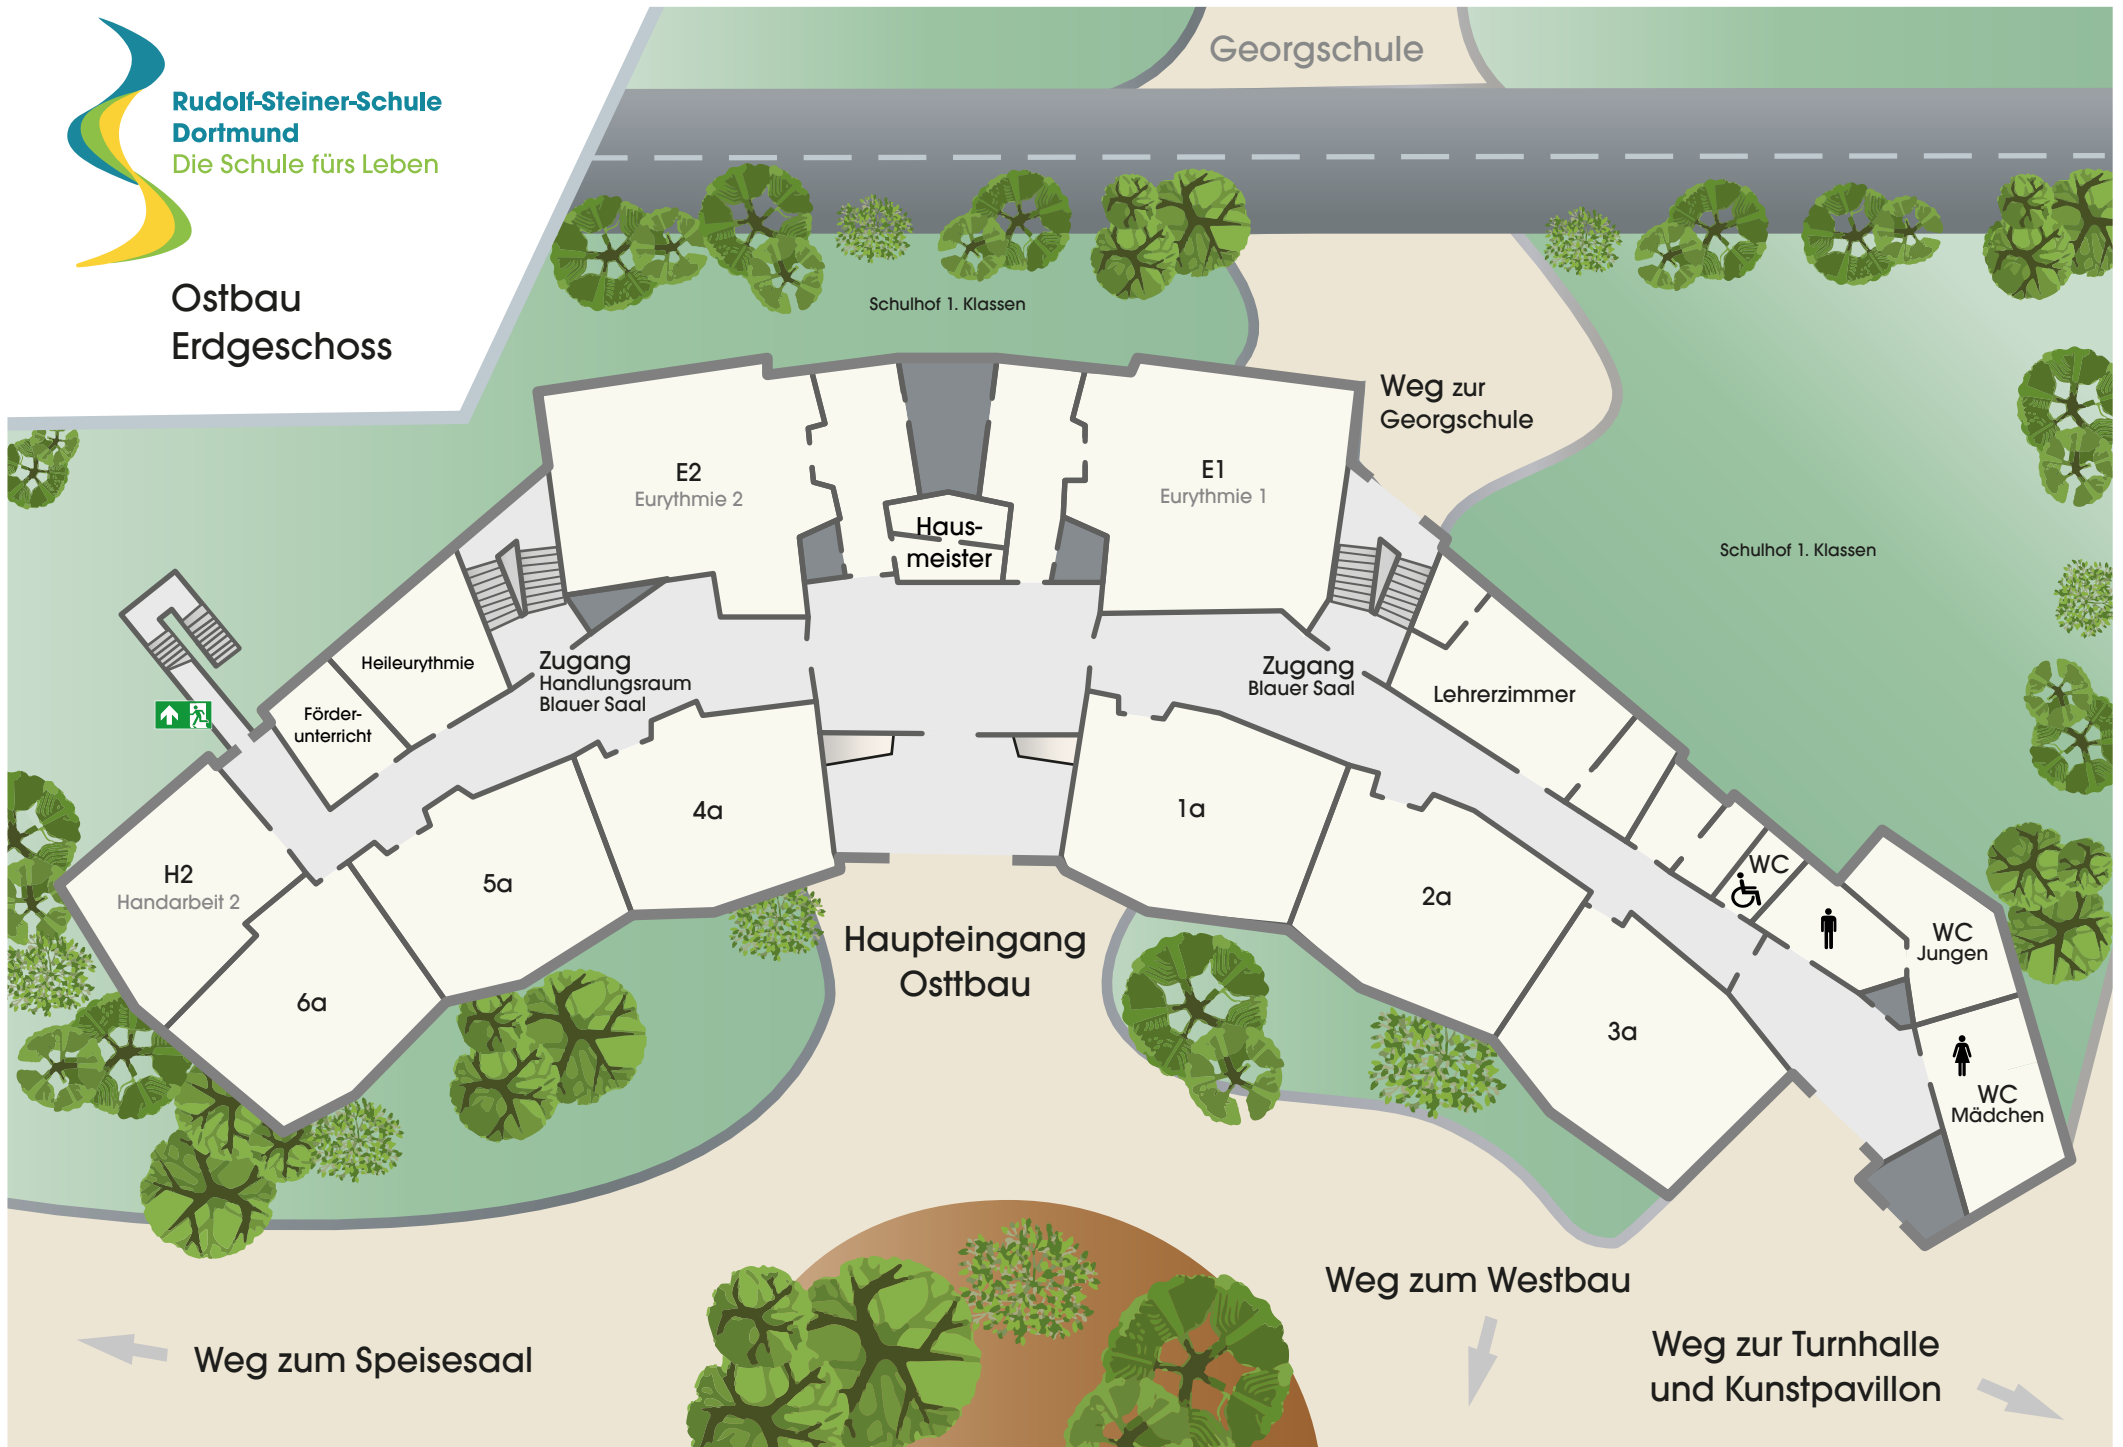 Rudolf-Steiner-Schule
Dortmund
Die Schule fürs Leben
Ostbau
Erdgeschoss
Georgschule
Schulhof 1. Klassen
Weg zur
Georgschule
E2
Eurythmie 2
E1
Eurythmie 1
Haus-
meister
Schulhof 1. Klassen
Heileurythmie
Zugang
Handlungsraum
Blauer Saal
Zugang
Blauer Saal
Lehrerzimmer
Förder-
unterricht
4a
1a
5a
2a
H2
Handarbeit 2
6a
3a
WC
WC
Jungen
WC
Mädchen
Haupteingang
Osttbau
Weg zum Westbau
Weg zum Speisesaal
Weg zur Turnhalle
und Kunstpavillon